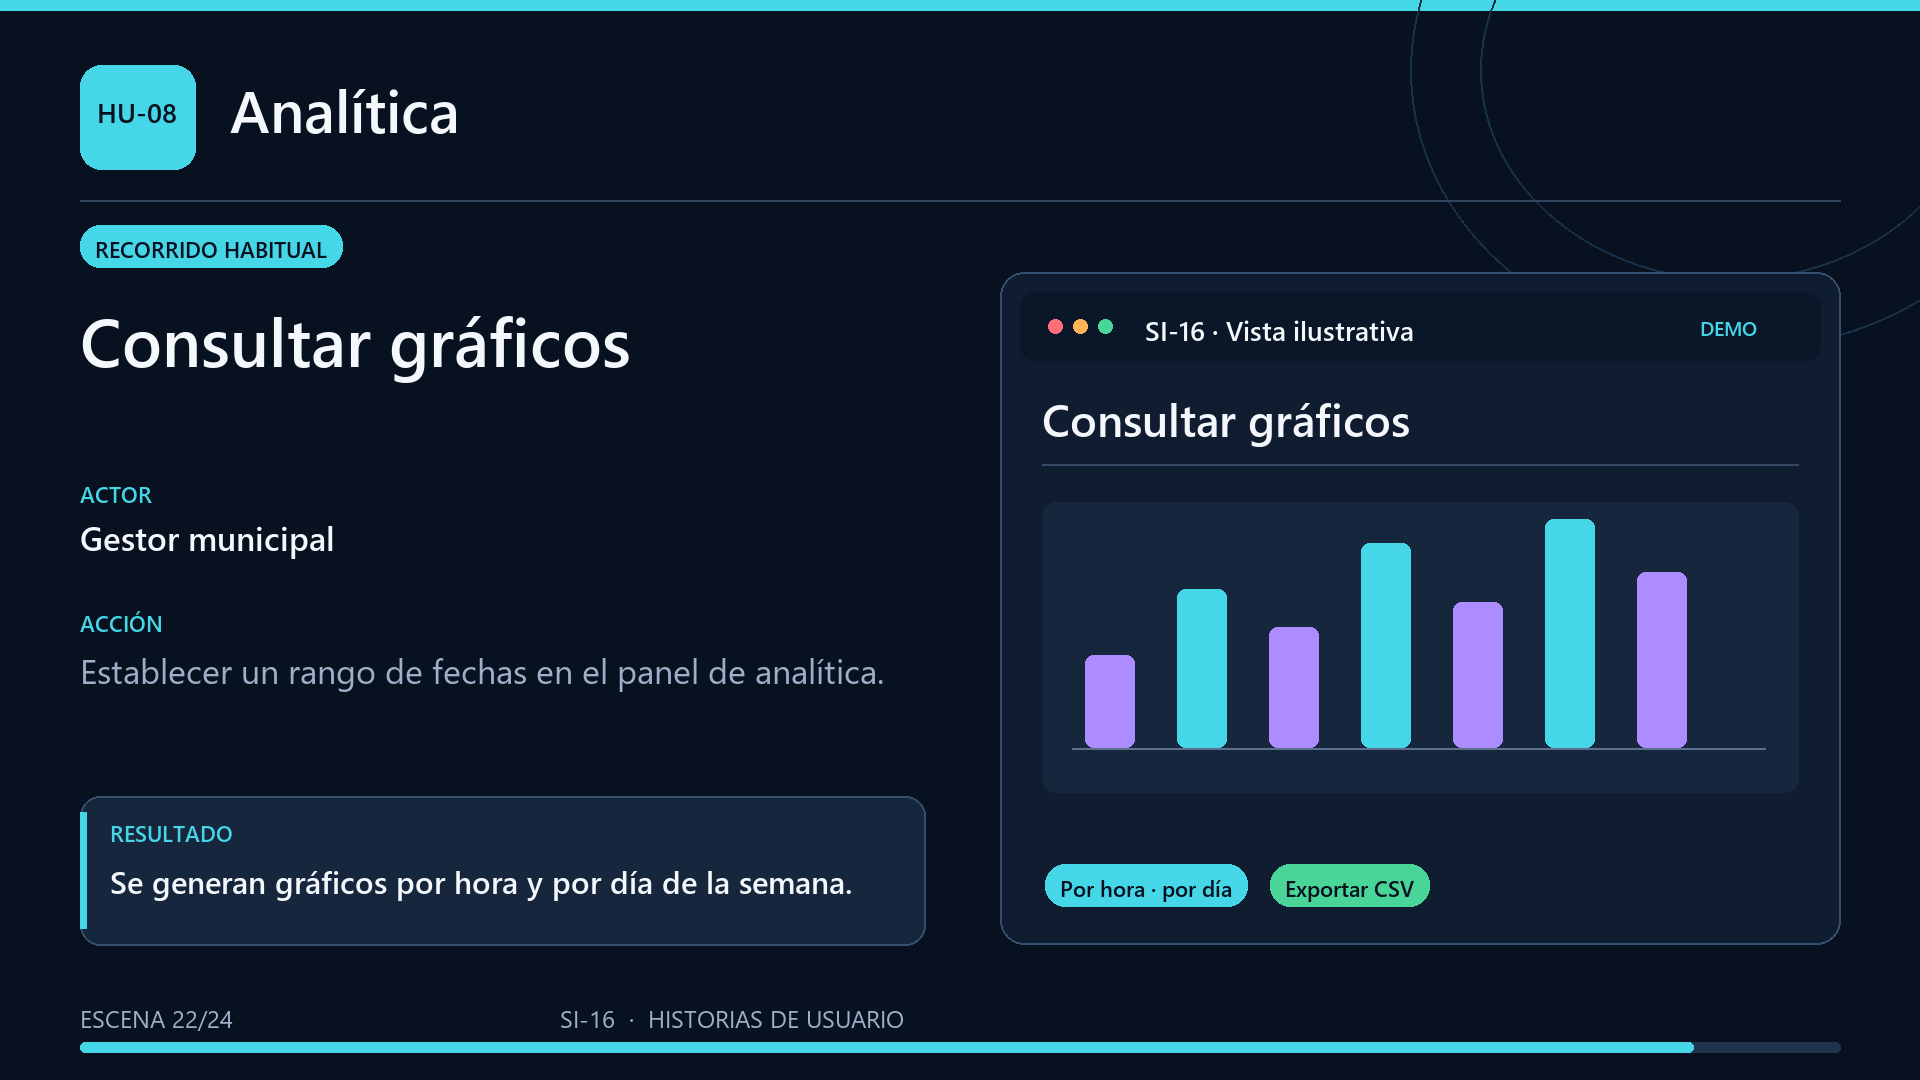 HU-08
Analítica
RECORRIDO HABITUAL
Consultar gráficos
ACTOR
Gestor municipal
ACCIÓN
Establecer un rango de fechas en el panel de analítica.
RESULTADO
Se generan gráficos por hora y por día de la semana.
SI-16 · Vista ilustrativa
DEMO
Consultar gráficos
Por hora · por día
Exportar CSV
ESCENA 22/24
SI-16 · HISTORIAS DE USUARIO